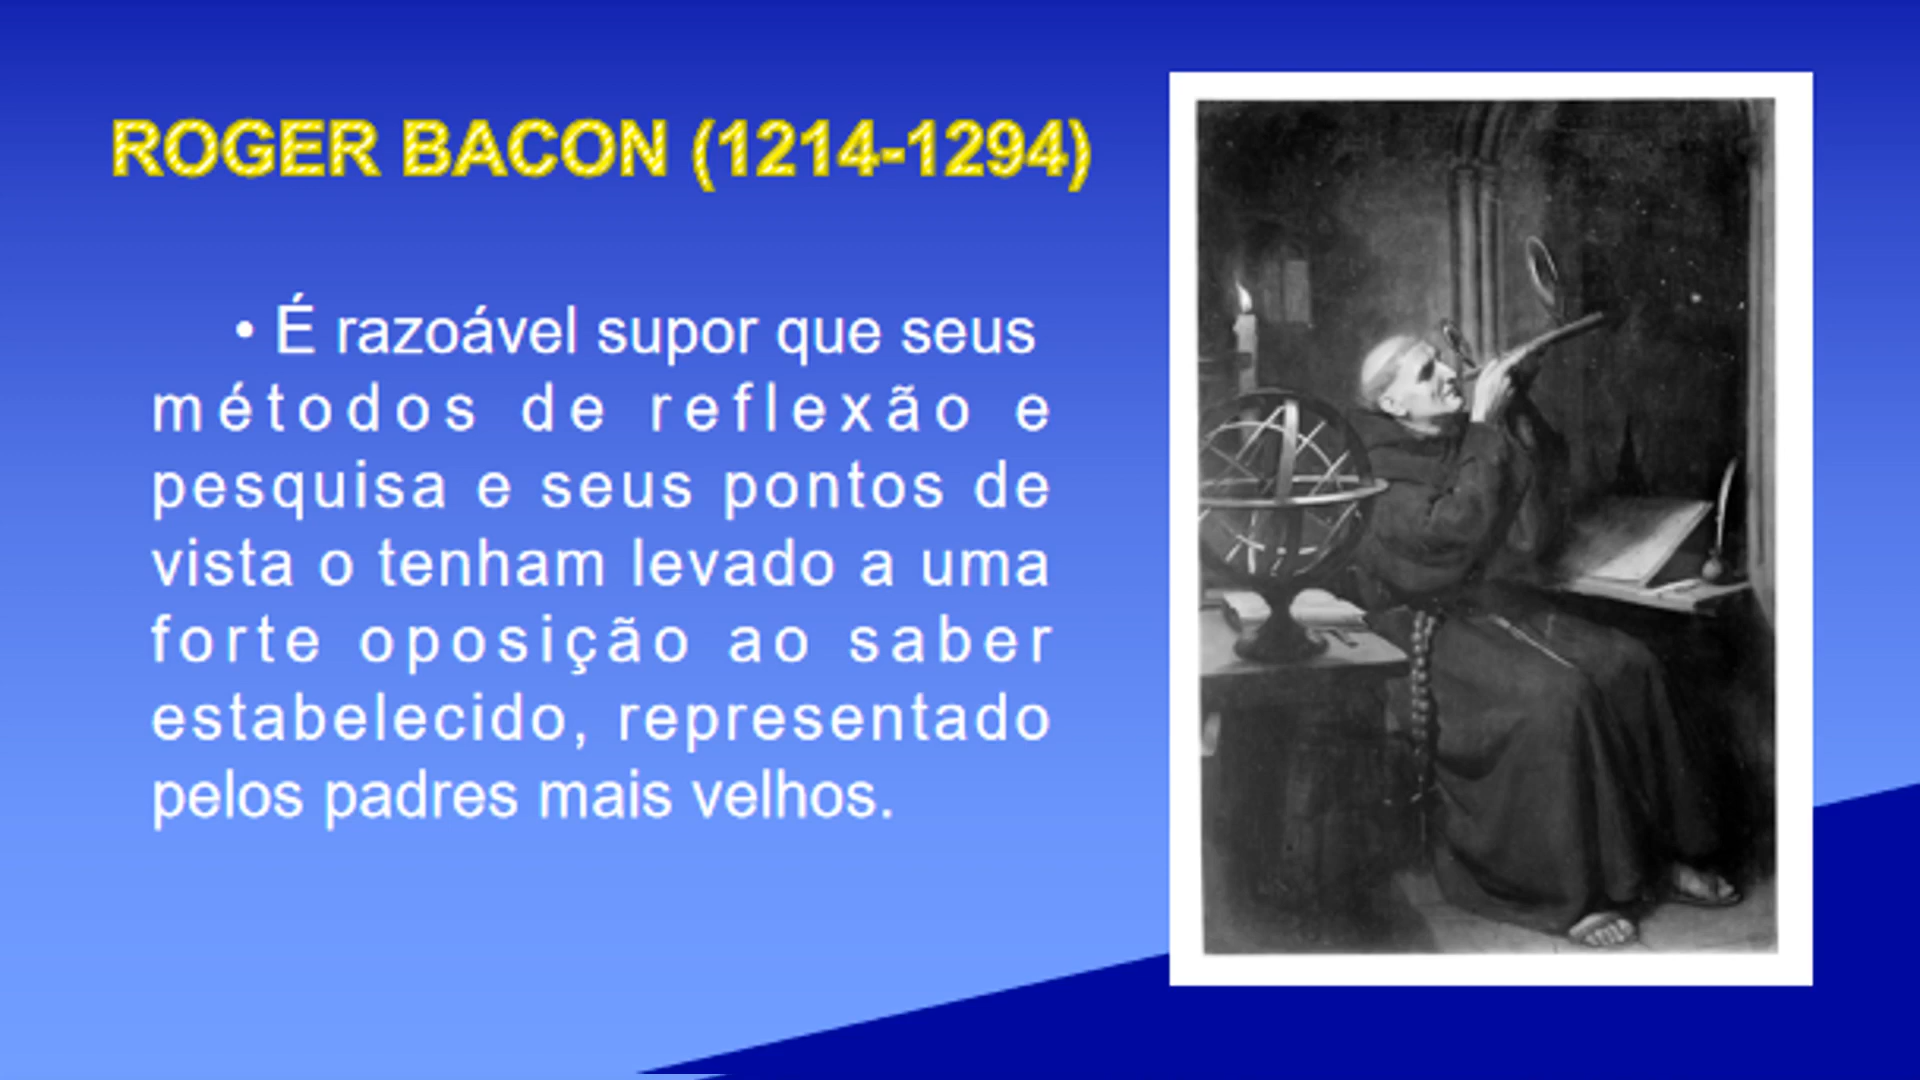 ROGER BACON (1214-1294)
• É razoável supor que seus
métodos de reflexão e
pesquisa e seus pontos de
vista o tenham levado a uma
forte oposição ao saber
estabelecido, representado
pelos padres mais velhos.